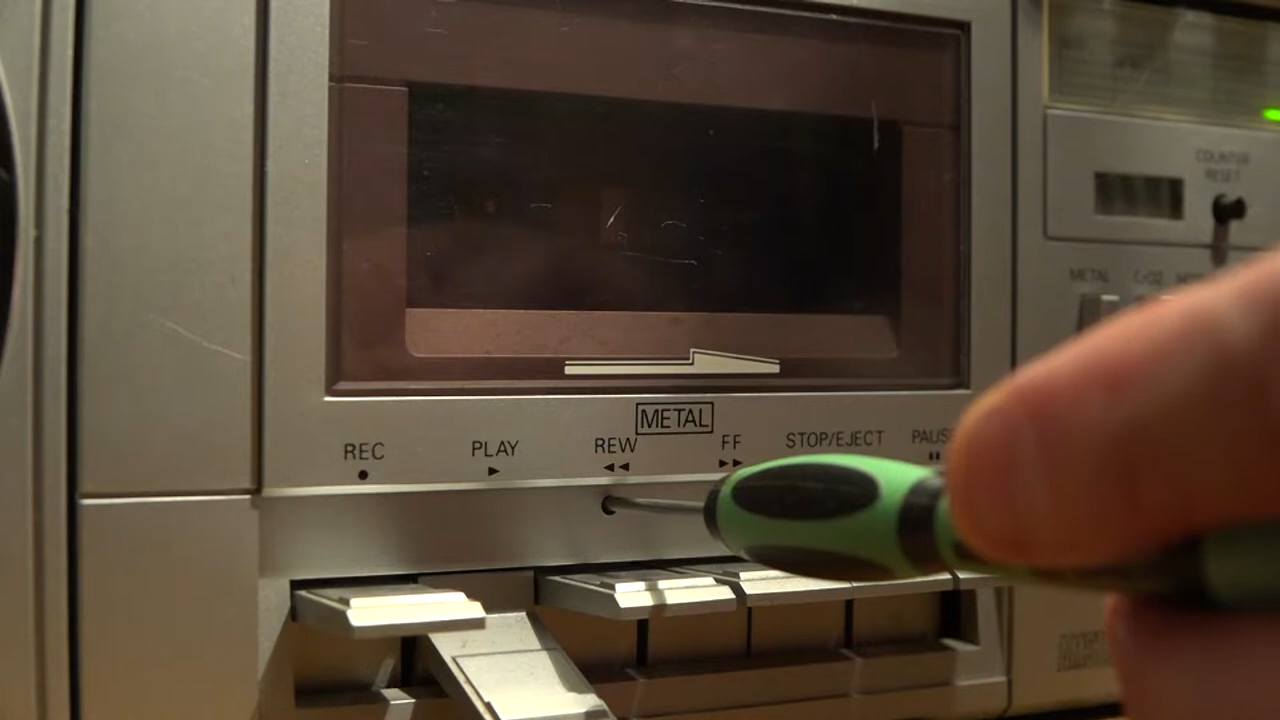 COUNTER
RESET
METAL
METAL
REC
PLAY
REW
FF
STOP/EJECT